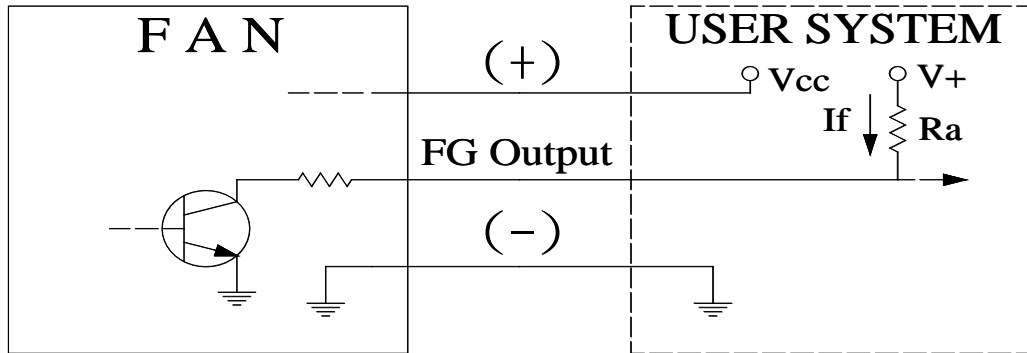 F A N
USER SYSTEM
(+)
Vcc
V+
If
Ra
FG Output
(-)